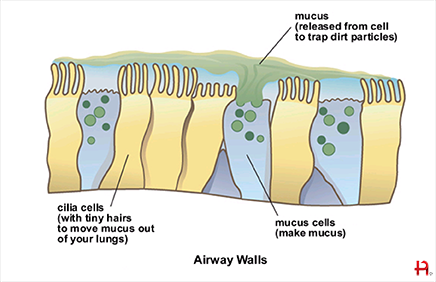 mucus
(released from cell
to trap dirt particles)
cilia cells
(with tiny hairs
to move mucus out
of your lungs)
mucus cells
(make mucus)
Airway Walls